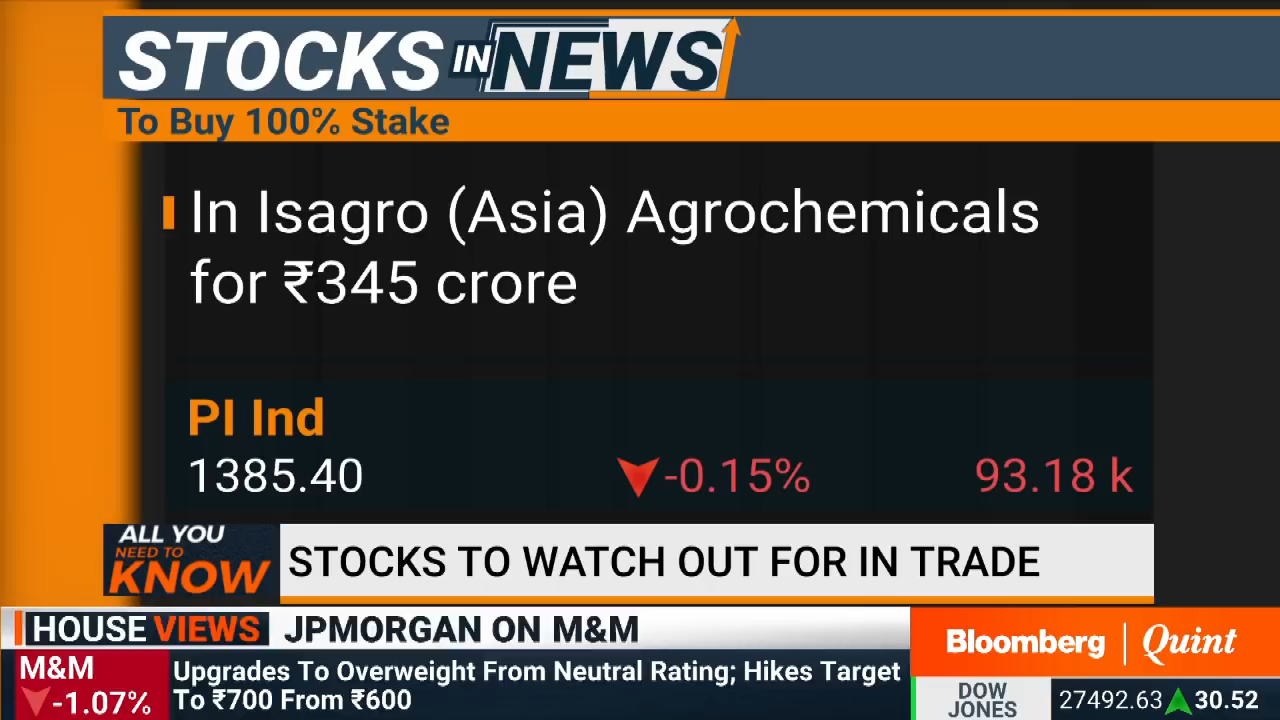 STOCKS IN NEWS
To Buy 100% Stake
In Isagro (Asia) Agrochemicals
for ₹345 crore
PI Ind
1385.40 -0.15% 93.18 k
ALL YOU
NEED TO
KNOW
STOCKS TO WATCH OUT FOR IN TRADE
HOUSE VIEWS JPMORGAN ON M&M
M&M
-1.07%
Upgrades To Overweight From Neutral Rating; Hikes Target
To ₹700 From ₹600
Bloomberg | Quint
DOW
JONES
27492.63 30.52